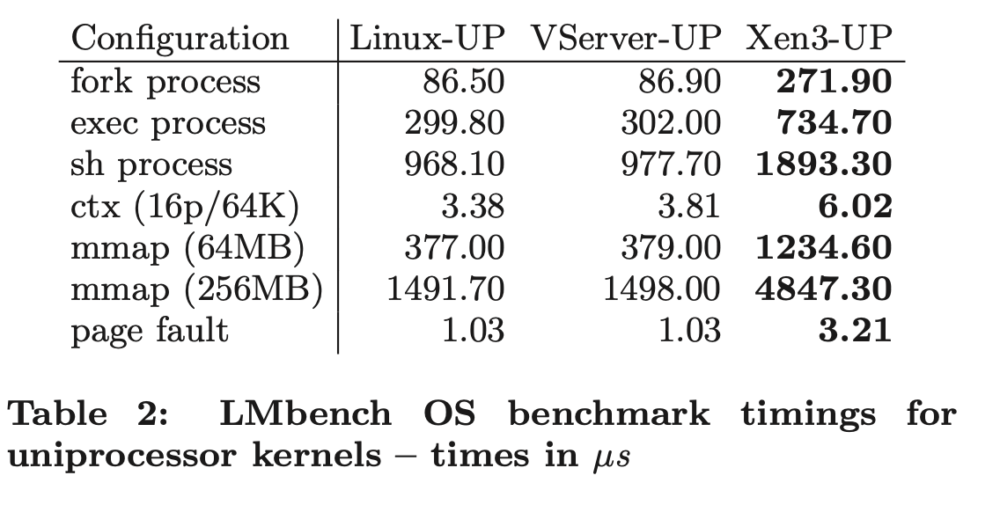 Configuration Linux-UP VServer-UP Xen3-UP
fork process 86.50 86.90 271.90
exec process 299.80 302.00 734.70
sh process 968.10 977.70 1893.30
ctx (16p/64K) 3.38 3.81 6.02
mmap (64MB) 377.00 379.00 1234.60
mmap (256MB) 1491.70 1498.00 4847.30
page fault 1.03 1.03 3.21
Table 2: LMbench OS benchmark timings for
uniprocessor kernels – times in μs